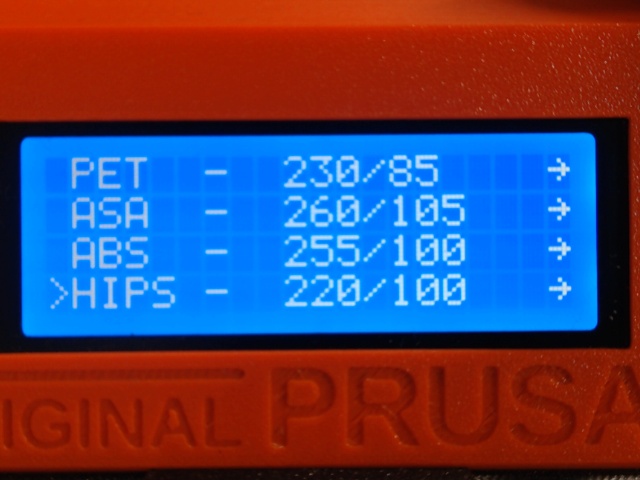 PET - 230/85 →
ASA - 260/105 →
ABS - 255/100 →
>HIPS - 220/100 →
IGINAL PRUSA